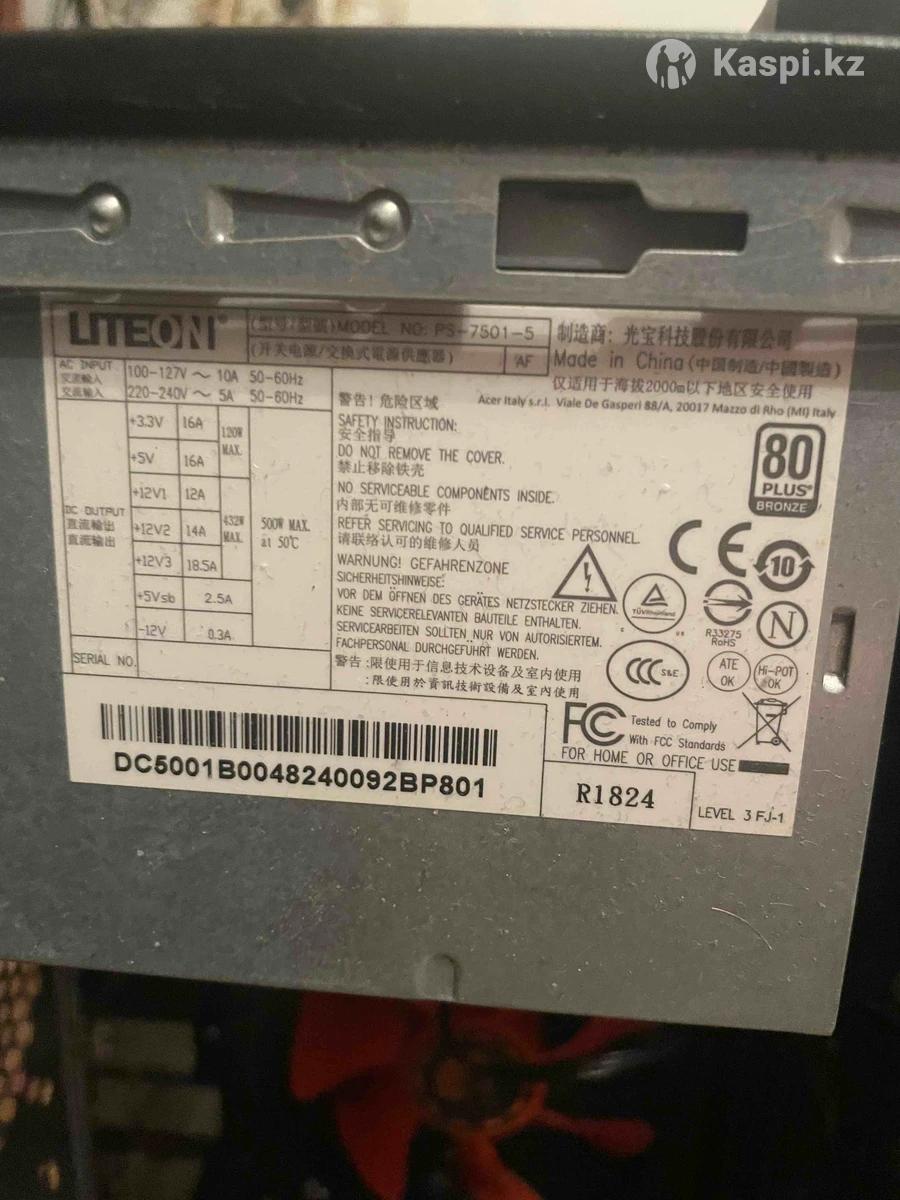 Kaspi.kz
LITEON®
(型号/型號)MODEL NO: PS-7501-5
(开关电源/交换式電源供應器) AF
制造商: 光宝科技股份有限公司
Made in China(中国制造/中國製造)
仅适用于海拔2000m以下地区安全使用
Acer Italy s.r.l. Viale De Gasperi 88/A, 20017 Mazzo di Rho (MI) Italy
AC INPUT
交流輸入
交流输入
100-127V ～ 10A 50-60Hz
220-240V ～ 5A 50-60Hz
DC OUTPUT
直流输出
直流輸出
+3.3V 16A
+5V 16A
120W MAX.
+12V1 12A
+12V2 14A
+12V3 18.5A
432W MAX.
+5Vsb 2.5A
-12V 0.3A
500W MAX.
at 50℃
SERIAL NO.
警告! 危险区域
SAFETY INSTRUCTION:
安全指导
DO NOT REMOVE THE COVER.
禁止移除铁壳
NO SERVICEABLE COMPONENTS INSIDE.
内部无可维修零件
REFER SERVICING TO QUALIFIED SERVICE PERSONNEL.
请联络认可的维修人员
WARNUNG! GEFAHRENZONE
SICHERHEITSHINWEISE:
VOR DEM ÖFFNEN DES GERÄTES NETZSTECKER ZIEHEN.
KEINE SERVICERELEVANTEN BAUTEILE ENTHALTEN.
SERVICEARBEITEN SOLLTEN NUR VON AUTORISIERTEM.
FACHPERSONAL DURCHGEFÜHRT WERDEN.
警告:限使用于信息技术设备及室内使用
:限使用於資訊技術設備及室內使用
80
PLUS®
BRONZE
CE
10
TÜVRheinland
C US
R33275
RoHS
N
CCC S&E
ATE
OK
Hi-POT
OK
FC Tested to Comply
With FCC Standards
FOR HOME OR OFFICE USE
DC5001B0048240092BP801
R1824
LEVEL 3 FJ-1